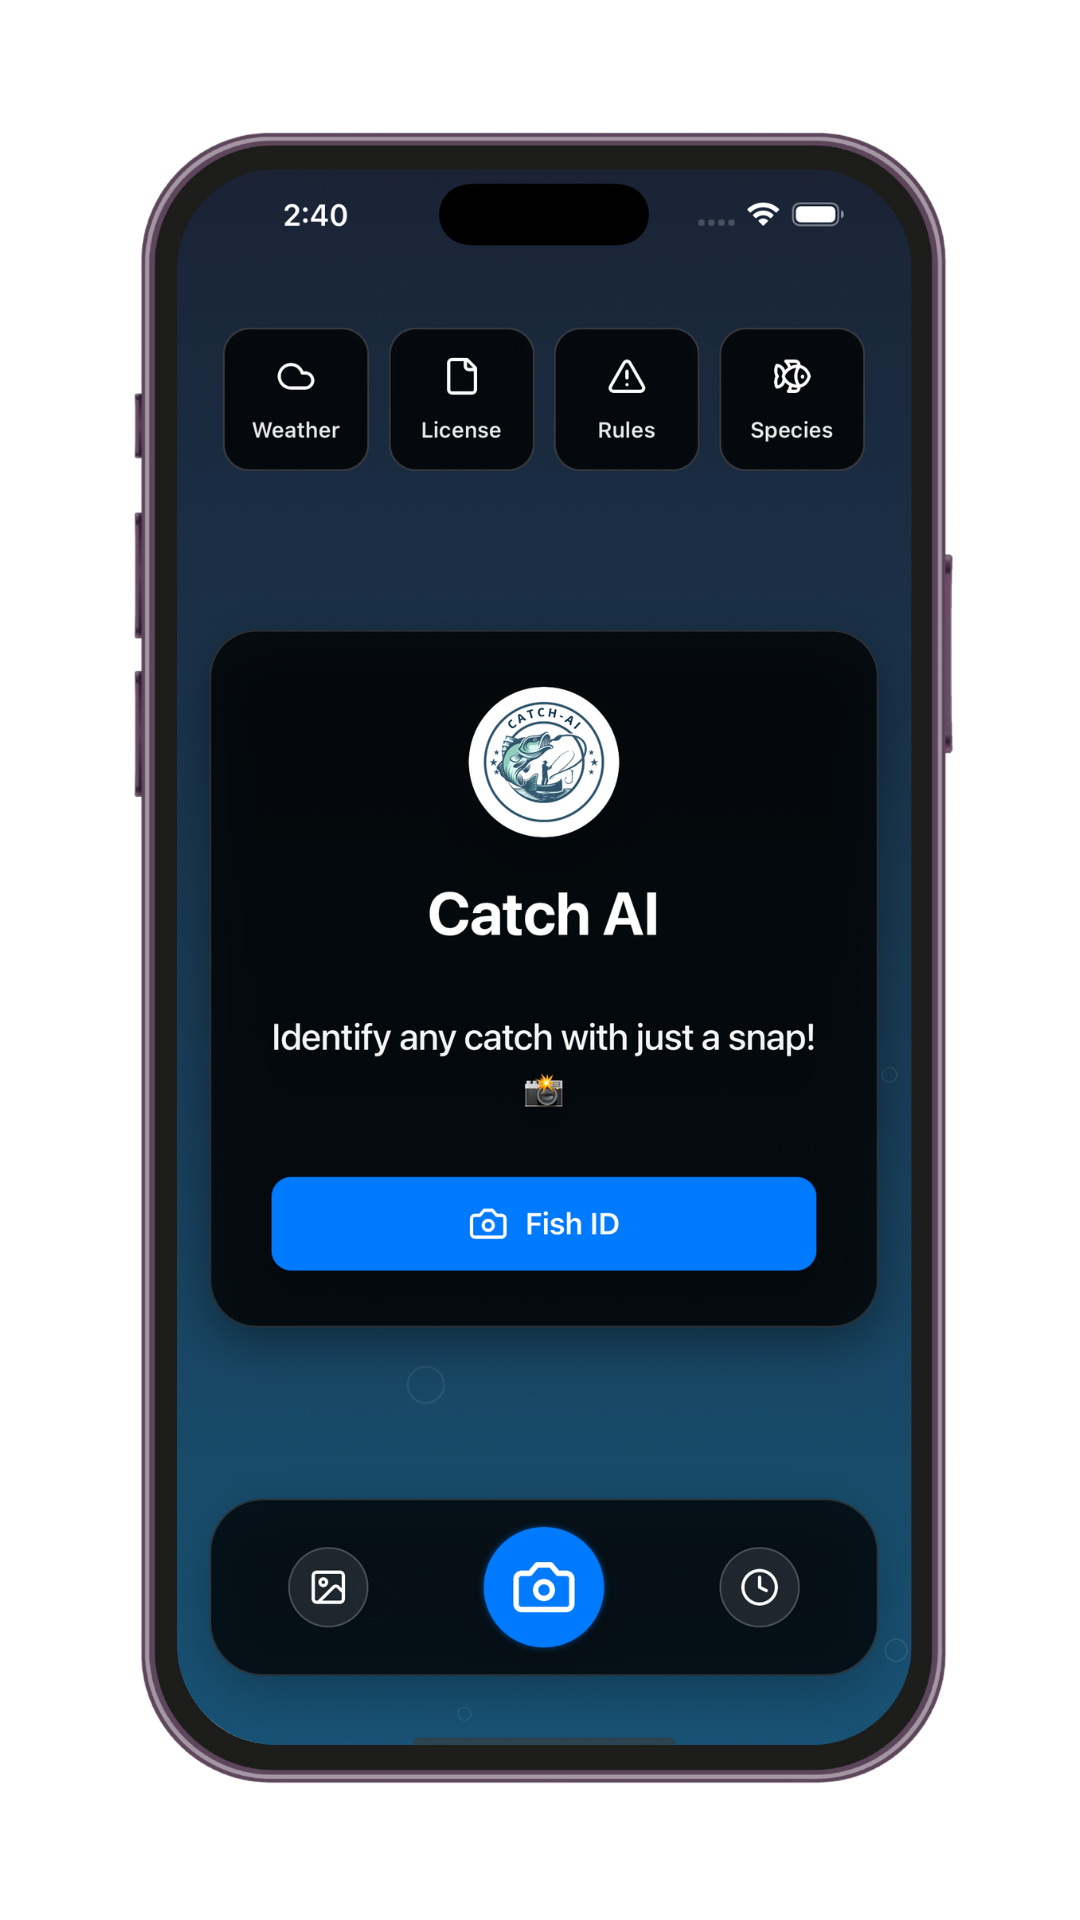 2:40
Weather
License
Rules
Species
CATCH-AI
Catch AI
Identify any catch with just a snap!
📸
Fish ID